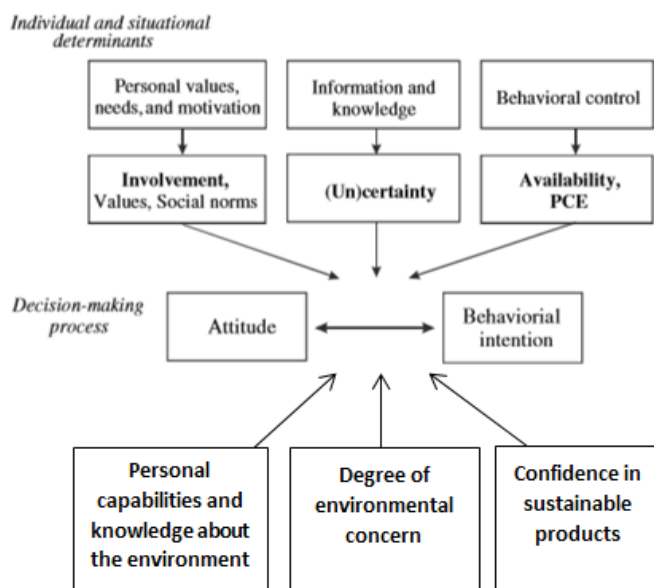 Individual and situational
determinants
Personal values,
needs, and motivation
Information and
knowledge
Behavioral control
Involvement,
Values, Social norms
(Un)certainty
Availability,
PCE
Decision-making
process
Attitude
Behaviorial
intention
Personal
capabilities and
knowledge about
the environment
Degree of
environmental
concern
Confidence in
sustainable
products